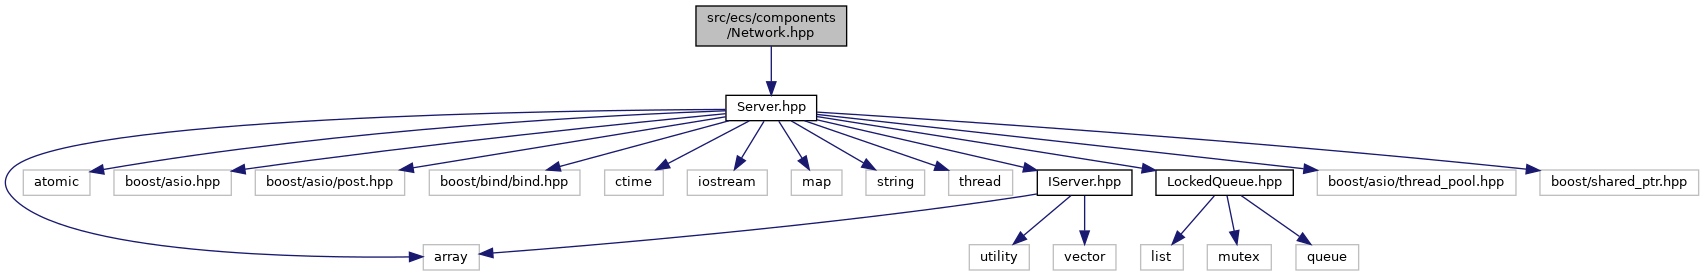 src/ecs/components
/Network.hpp
Server.hpp
atomic
boost/asio.hpp
boost/asio/post.hpp
boost/bind/bind.hpp
ctime
iostream
map
string
thread
IServer.hpp
LockedQueue.hpp
boost/asio/thread_pool.hpp
boost/shared_ptr.hpp
array
utility
vector
list
mutex
queue